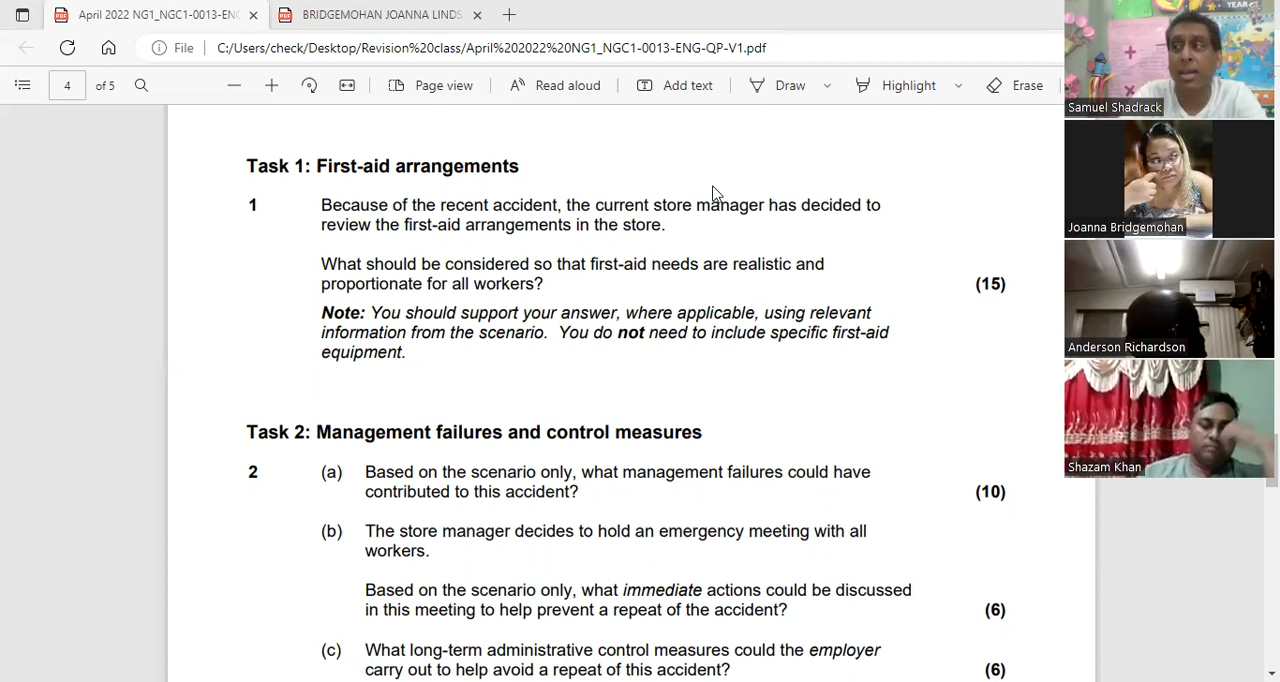 April 2022 NG1_NGC1-0013-ENG
BRIDGEMOHAN JOANNA LINDS
File
C:/Users/check/Desktop/Revision%20class/April%202022%20NG1_NGC1-0013-ENG-QP-V1.pdf
4 of 5
Page view
Read aloud
Add text
Draw
Highlight
Erase
Task 1: First-aid arrangements
1 Because of the recent accident, the current store manager has decided to
review the first-aid arrangements in the store.
What should be considered so that first-aid needs are realistic and
proportionate for all workers? (15)
Note: You should support your answer, where applicable, using relevant
information from the scenario. You do not need to include specific first-aid
equipment.
Task 2: Management failures and control measures
2 (a) Based on the scenario only, what management failures could have
contributed to this accident? (10)
(b) The store manager decides to hold an emergency meeting with all
workers.
Based on the scenario only, what immediate actions could be discussed
in this meeting to help prevent a repeat of the accident? (6)
(c) What long-term administrative control measures could the employer
carry out to help avoid a repeat of this accident? (6)
YEAR
Samuel Shadrack
Joanna Bridgemohan
Anderson Richardson
Shazam Khan